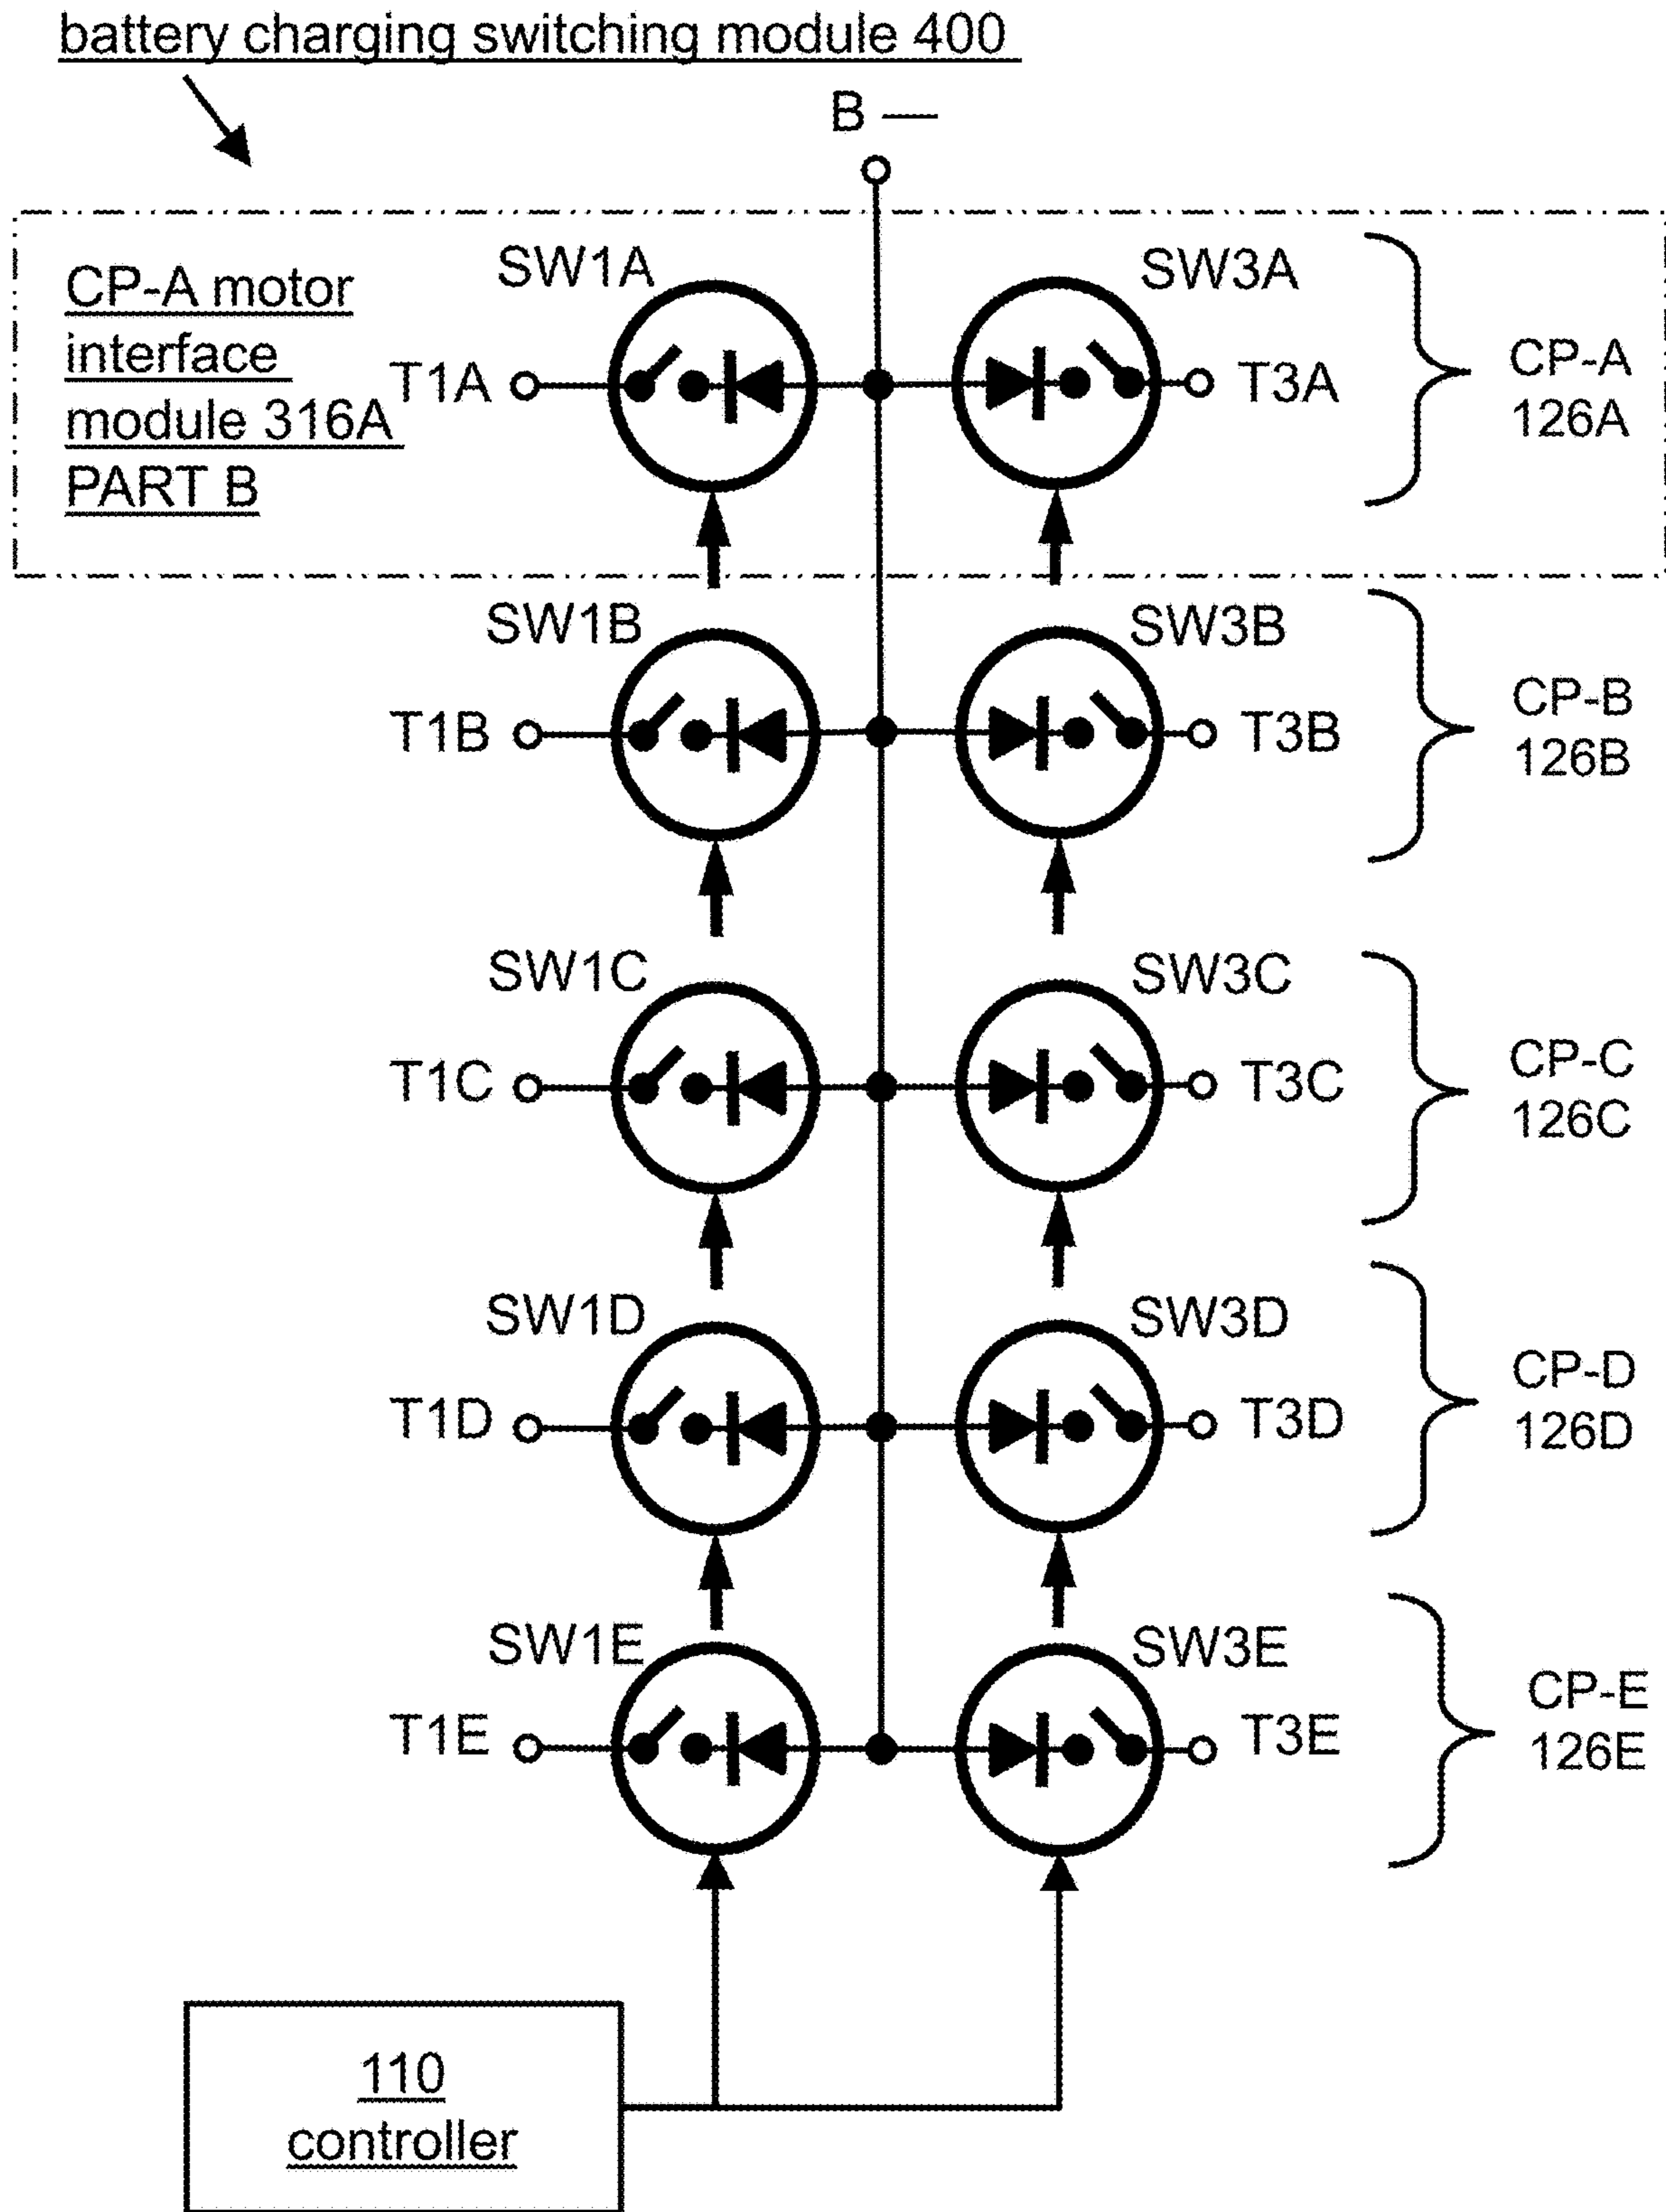 battery charging switching module 400
B —
SW1A
SW3A
CP-A motor
interface
module 316A
PART B
T1A
T3A
CP-A
126A
SW1B
SW3B
T1B
T3B
CP-B
126B
SW1C
SW3C
T1C
T3C
CP-C
126C
SW1D
SW3D
T1D
T3D
CP-D
126D
SW1E
SW3E
T1E
T3E
CP-E
126E
110
controller